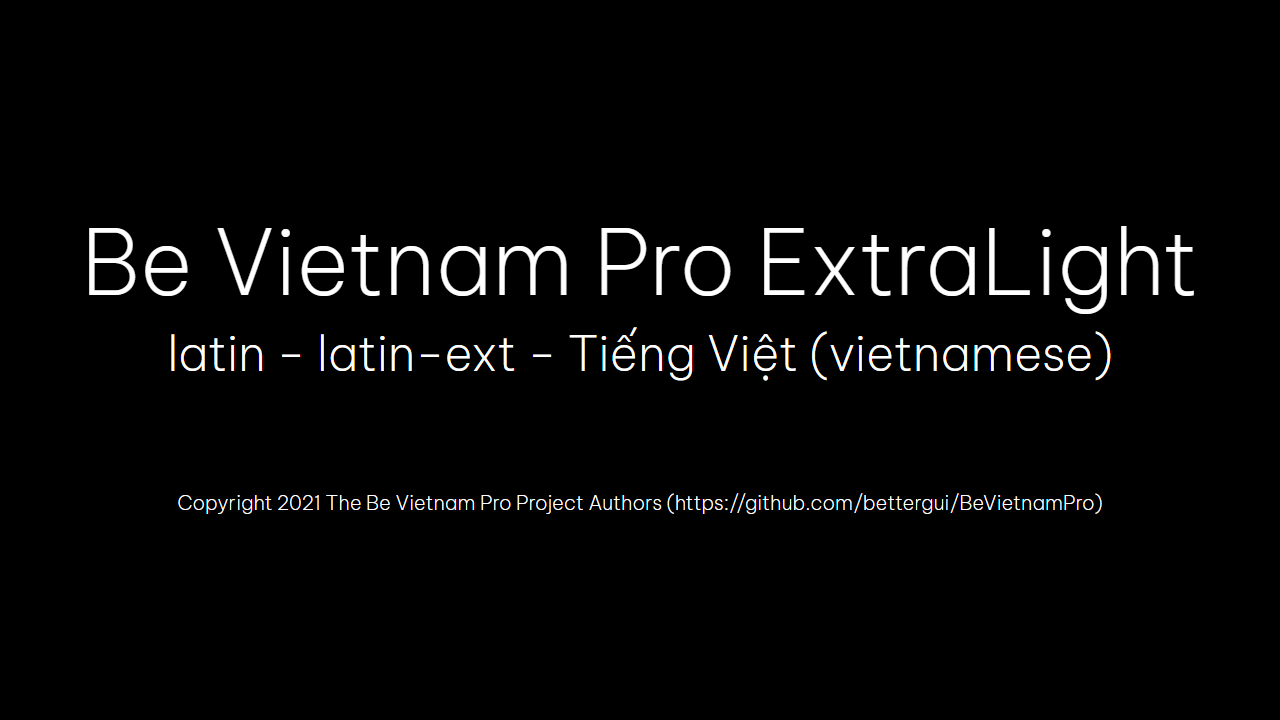 Be Vietnam Pro ExtraLight
latin - latin-ext - Tiếng Việt (vietnamese)
Copyright 2021 The Be Vietnam Pro Project Authors (https://github.com/bettergui/BeVietnamPro)